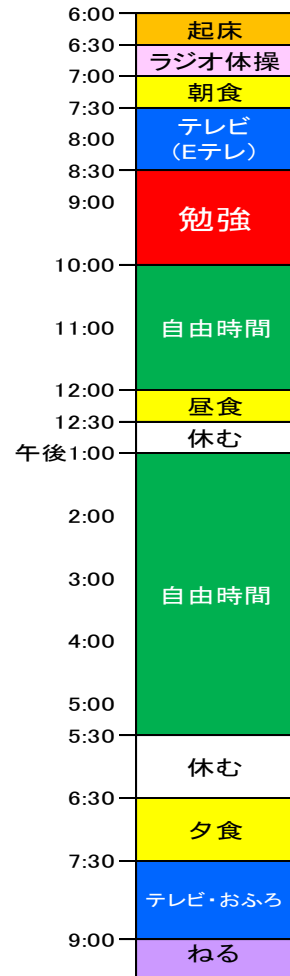 6:00
起床
6:30
ラジオ体操
7:00
朝食
7:30
テレビ
8:00
(Eテレ)
8:30
9:00
勉強
10:00
11:00
自由時間
12:00
昼食
12:30
休む
午後1:00
2:00
3:00
自由時間
4:00
5:00
5:30
休む
6:30
夕食
7:30
テレビ・おふろ
9:00
ねる